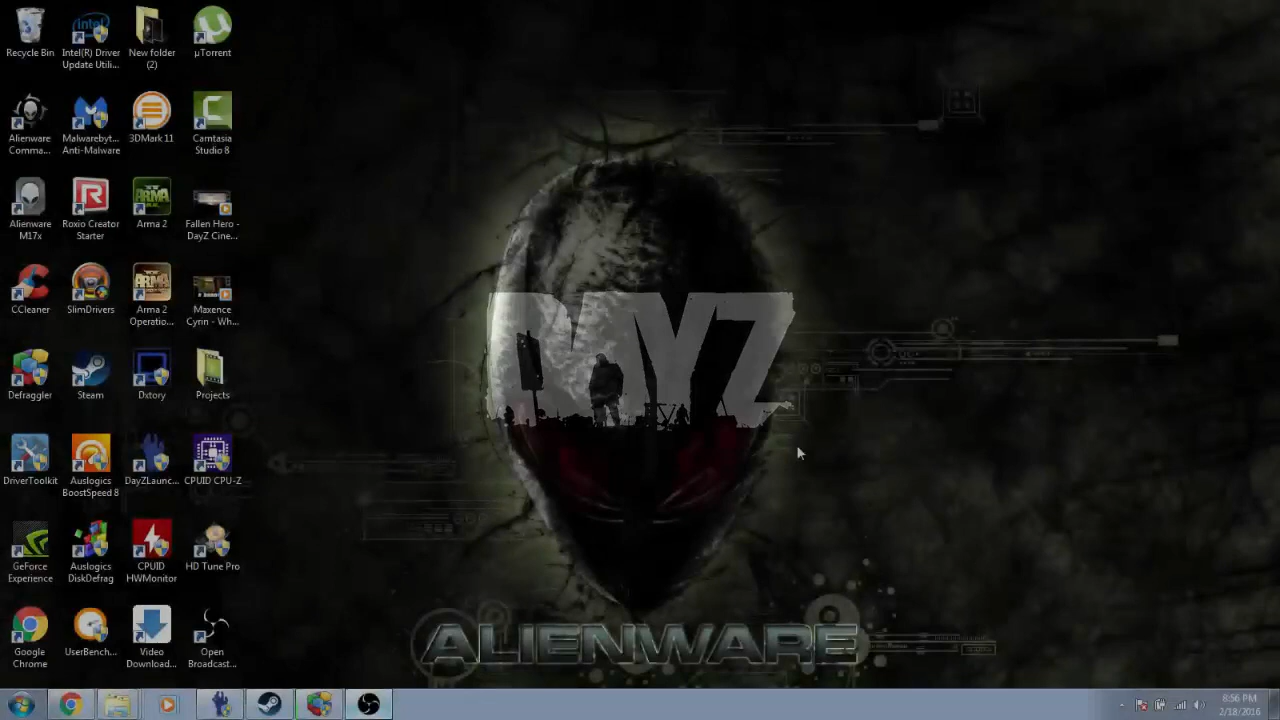 Recycle Bin
Intel(R) Driver
Update Utili...
New folder
(2)
µTorrent
Alienware
Comma...
Malwarebyt...
Anti-Malware
3DMark 11
Camtasia
Studio 8
Alienware
M17x
Roxio Creator
Starter
Arma 2
Fallen Hero -
DayZ Cine...
CCleaner
SlimDrivers
Arma 2
Operatio...
Maxence
Cyrin - Wh...
Defraggler
Steam
Dxtory
Projects
DriverToolkit
Auslogics
BoostSpeed 8
DayZLaunc...
CPUID CPU-Z
GeForce
Experience
Auslogics
DiskDefrag
CPUID
HWMonitor
HD Tune Pro
Google
Chrome
UserBenc...
Video
Download...
Open
Broadcast...
DAYZ
ALIENWARE
8:56 PM
2/18/2016